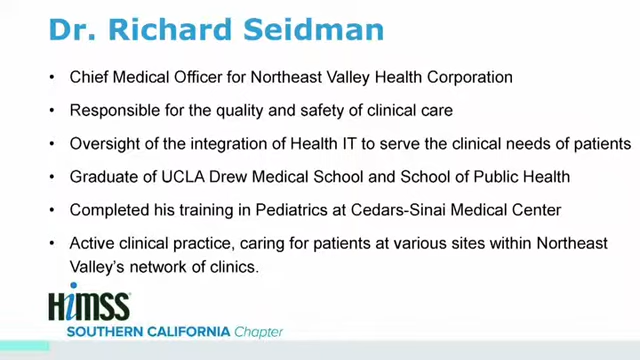 Dr. Richard Seidman
• Chief Medical Officer for Northeast Valley Health Corporation
• Responsible for the quality and safety of clinical care
• Oversight of the integration of Health IT to serve the clinical needs of patients
• Graduate of UCLA Drew Medical School and School of Public Health
• Completed his training in Pediatrics at Cedars-Sinai Medical Center
• Active clinical practice, caring for patients at various sites within Northeast
Valley's network of clinics.
HiMSS
SOUTHERN CALIFORNIA Chapter